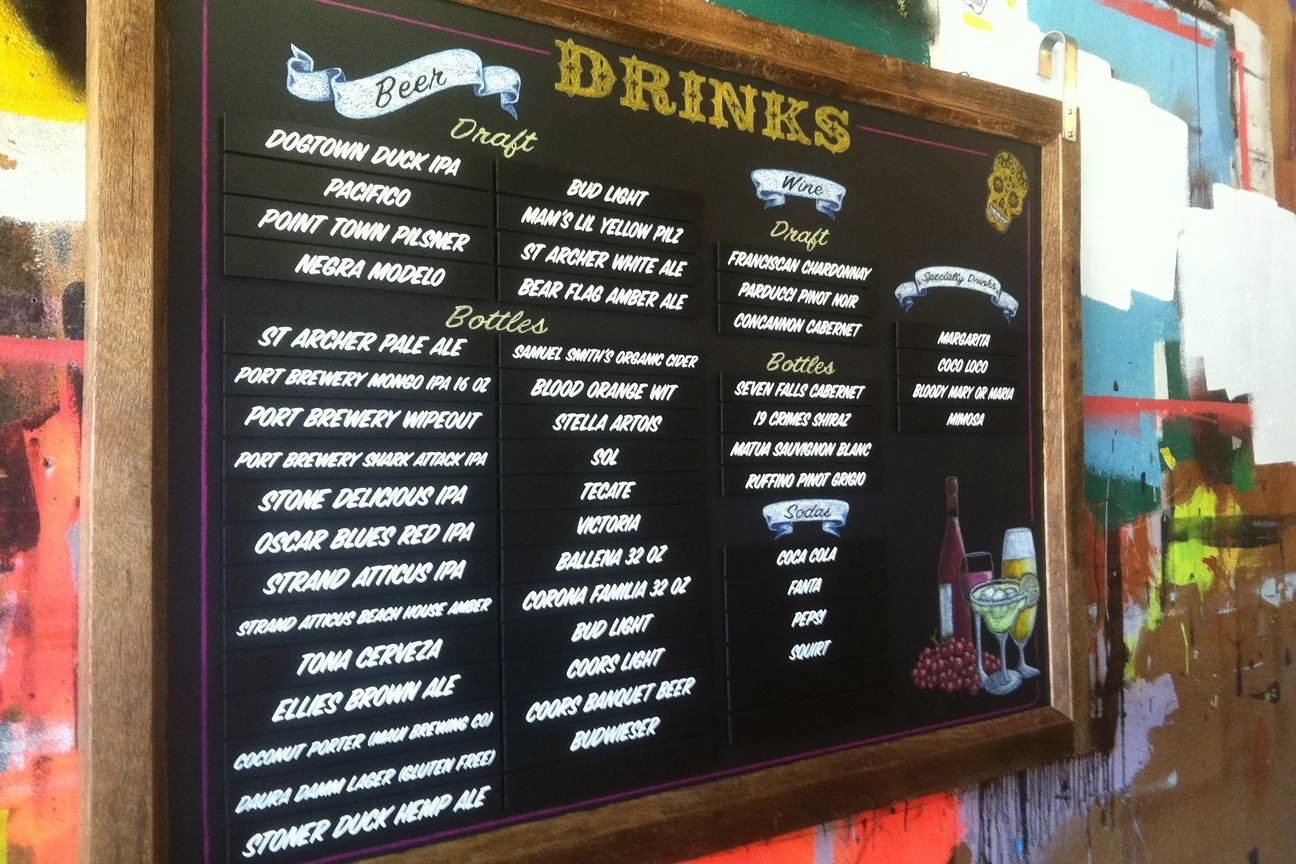 DRINKS
Beer
Draft
DOGTOWN DUCK IPA
PACIFICO
POINT TOWN PILSNER
NEGRA MODELO
BUD LIGHT
MAM'S LIL YELLOW PILZ
ST ARCHER WHITE ALE
BEAR FLAG AMBER ALE
Bottles
ST ARCHER PALE ALE
PORT BREWERY MONGO IPA 16 OZ
PORT BREWERY WIPEOUT
PORT BREWERY SHARK ATTACK IPA
STONE DELICIOUS IPA
OSCAR BLUES RED IPA
STRAND ATTICUS IPA
STRAND ATTICUS BEACH HOUSE AMBER
TONA CERVEZA
ELLIES BROWN ALE
COCONUT PORTER (MAUI BREWING CO)
DAURA DAMM LAGER (GLUTEN FREE)
STONER DUCK HEMP ALE
SAMUEL SMITH'S ORGANIC CIDER
BLOOD ORANGE WIT
STELLA ARTOIS
SOL
TECATE
VICTORIA
BALLENA 32 OZ
CORONA FAMILIA 32 OZ
BUD LIGHT
COORS LIGHT
COORS BANQUET BEER
BUDWIESER
Wine
Draft
FRANCISCAN CHARDONNAY
PARDUCCI PINOT NOIR
CONCANNON CABERNET
Bottles
SEVEN FALLS CABERNET
19 CRIMES SHIRAZ
MATUA SAUVIGNON BLANC
RUFFINO PINOT GRIGIO
Sodas
COCA COLA
FANTA
PEPSI
SQUIRT
Specialty Drinks
MARGARITA
COCO LOCO
BLOODY MARY OR MARIA
MIMOSA